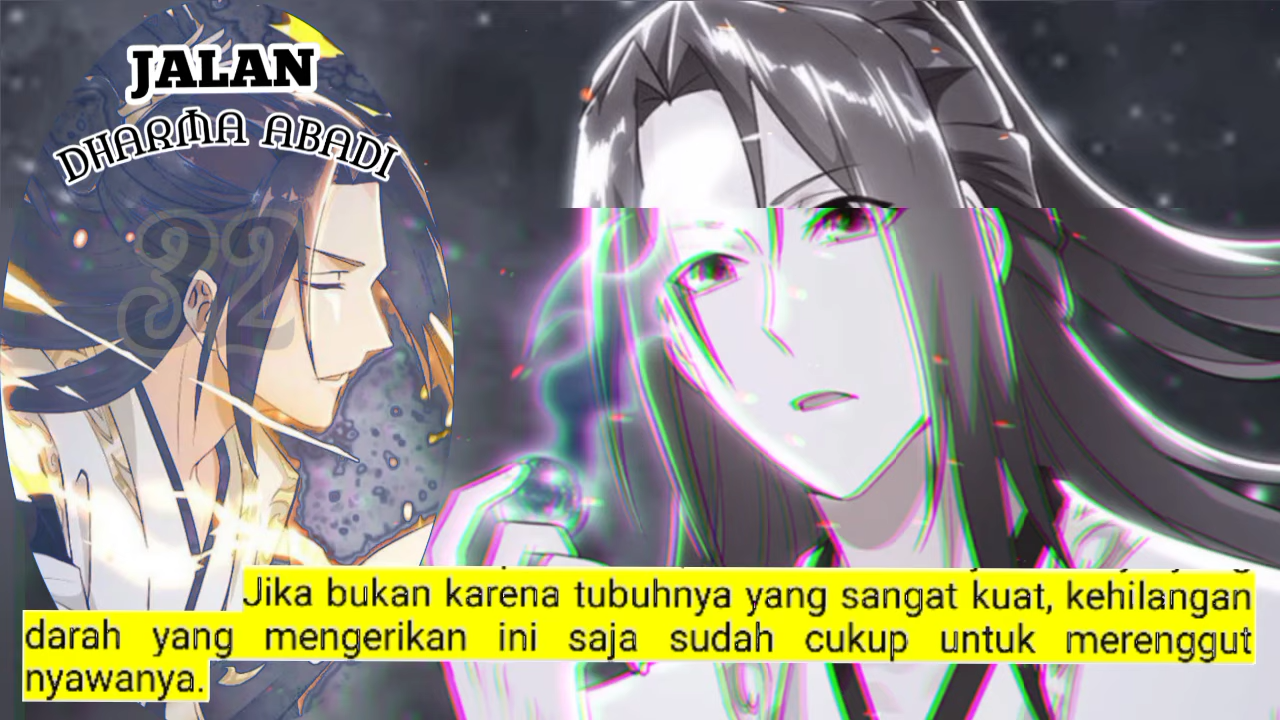 JALAN
DHARMA ABADI
32
Jika bukan karena tubuhnya yang sangat kuat, kehilangan
darah yang mengerikan ini saja sudah cukup untuk merenggut
nyawanya.